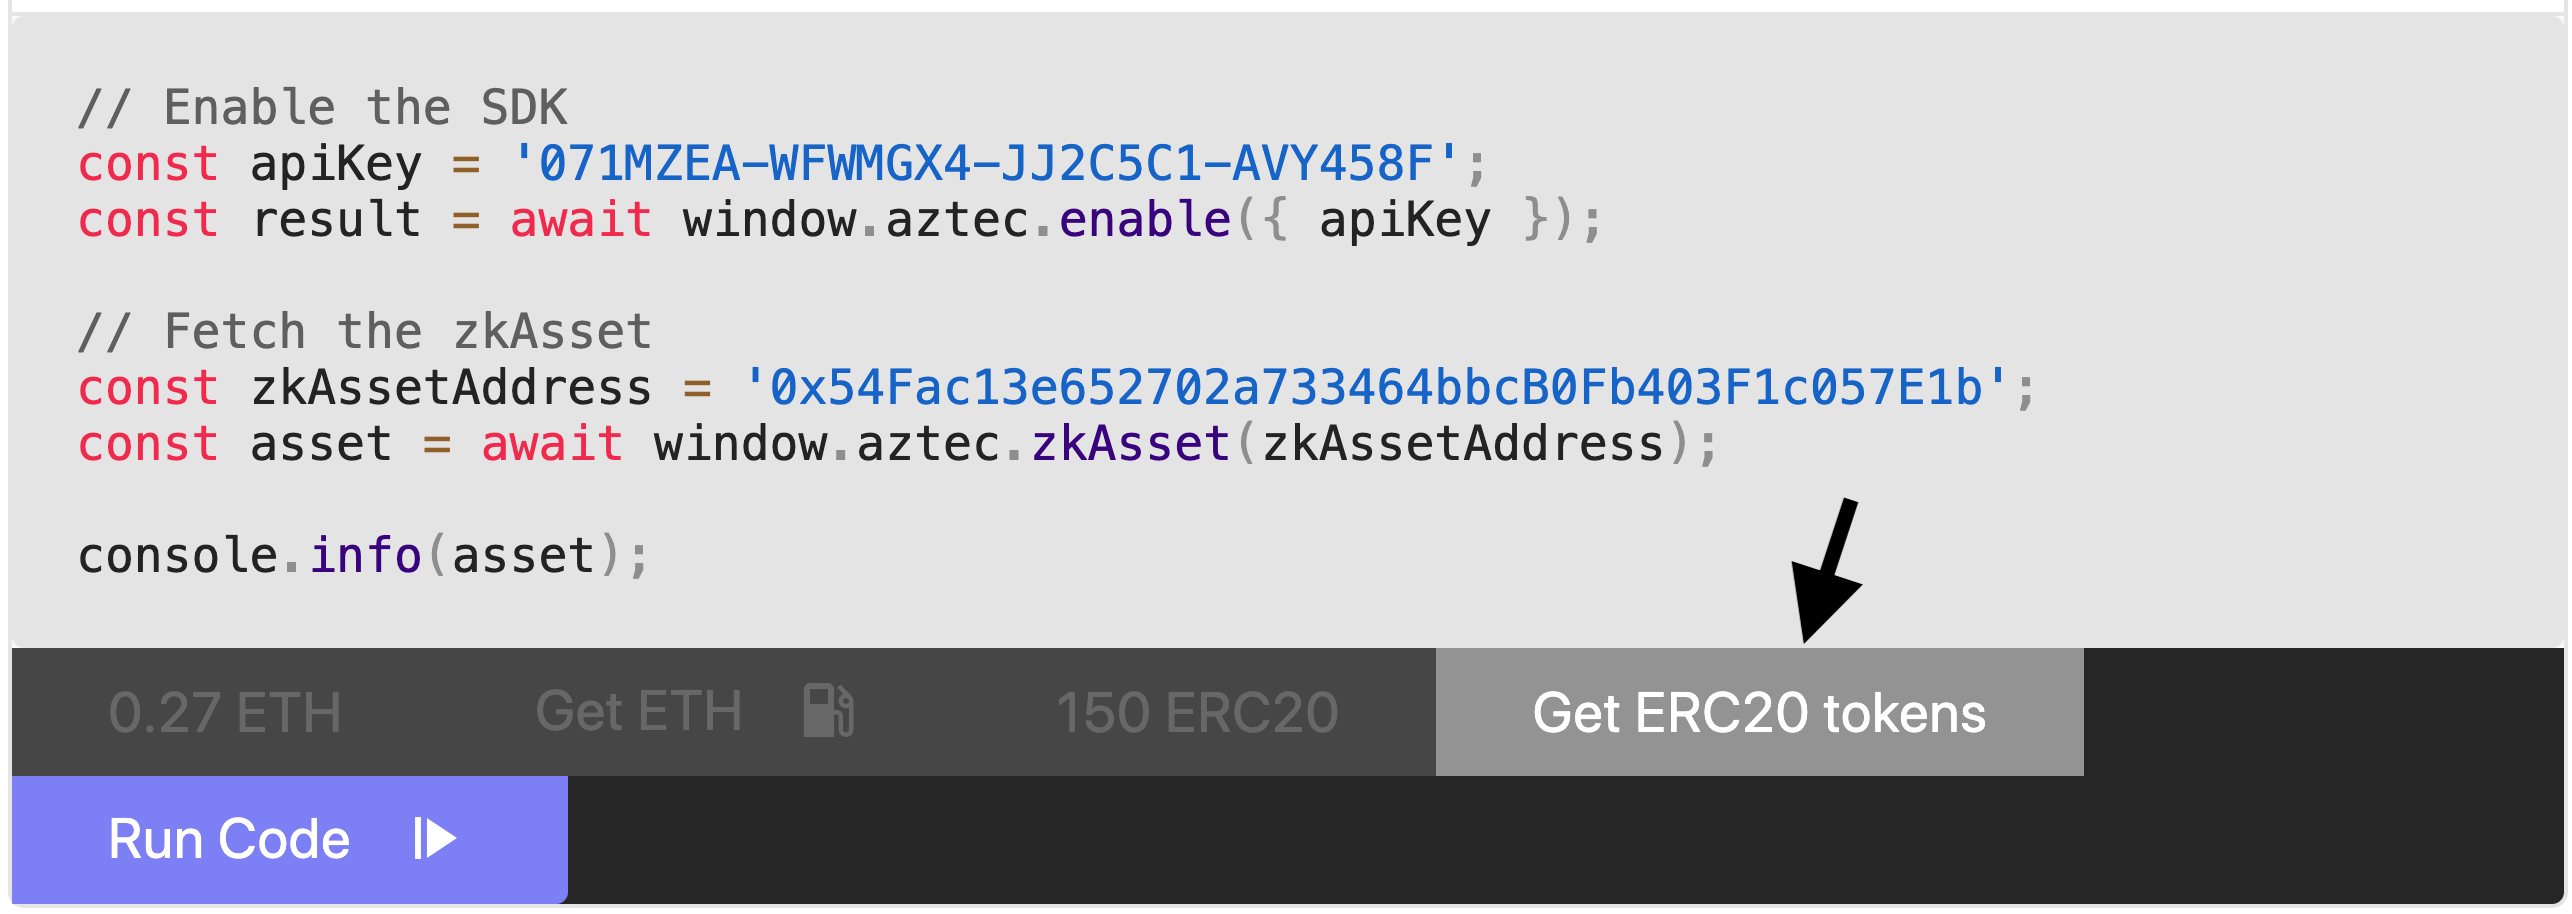 // Enable the SDK
const apiKey = '071MZEA–WFWMGX4–JJ2C5C1–AVY458F';
const result = await window.aztec.enable({ apiKey });
// Fetch the zkAsset
const zkAssetAddress = '0x54Fac13e652702a733464bbcB0Fb403F1c057E1b';
const asset = await window.aztec.zkAsset(zkAssetAddress);
console.info(asset);
0.27 ETH Get ETH 150 ERC20 Get ERC20 tokens
Run Code